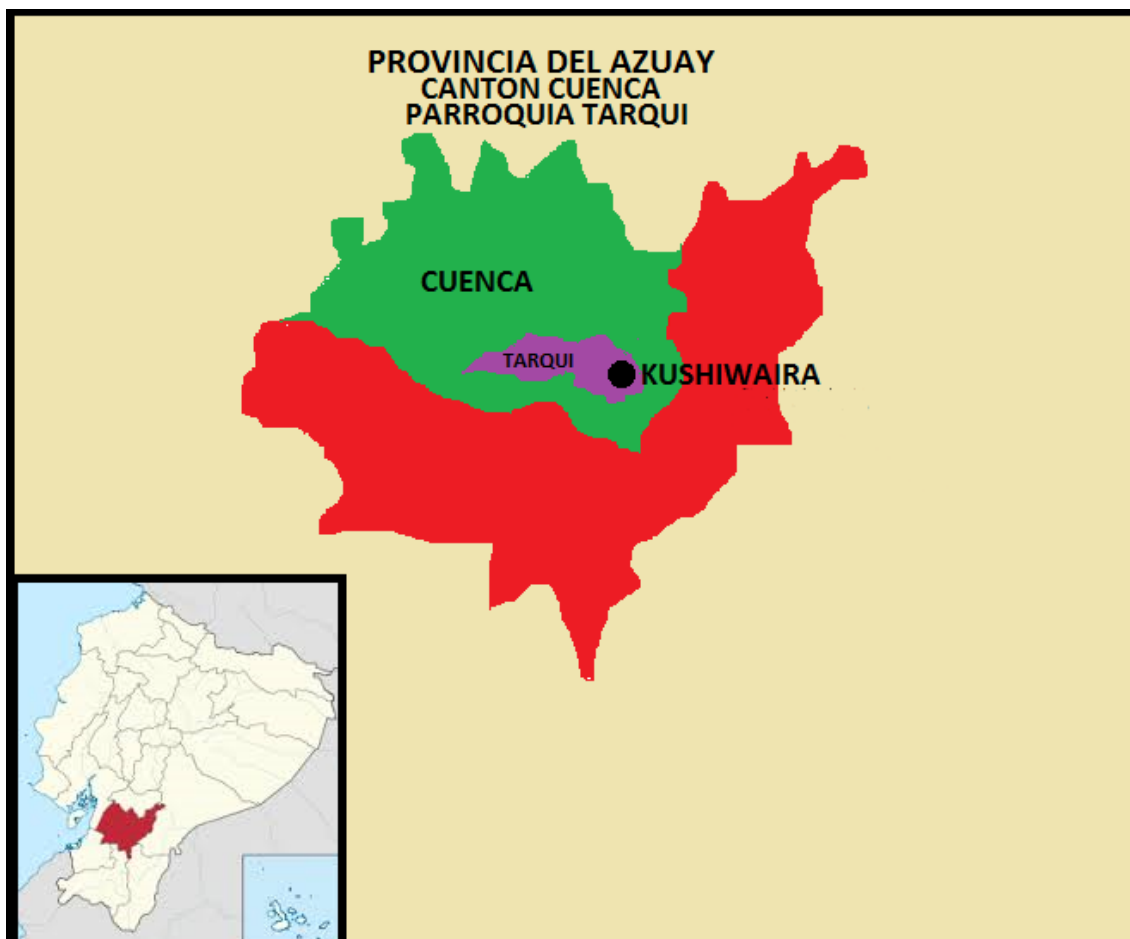 PROVINCIA DEL AZUAY
CANTON CUENCA
PARROQUIA TARQUI
CUENCA
TARQUI
KUSHIWAIRA